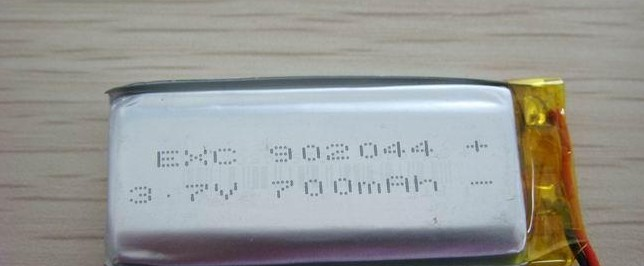 EXC 902044 +
3.7V 700mAh -